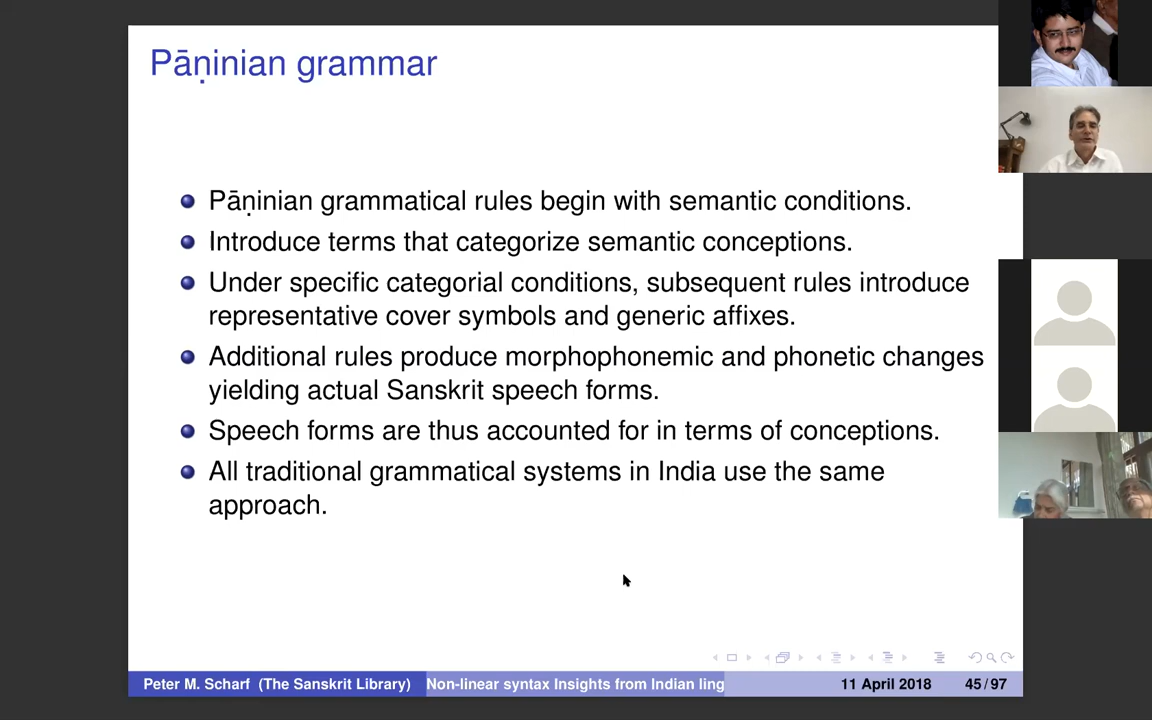 Pāṇinian grammar
Pāṇinian grammatical rules begin with semantic conditions.
Introduce terms that categorize semantic conceptions.
Under specific categorial conditions, subsequent rules introduce
representative cover symbols and generic affixes.
Additional rules produce morphophonemic and phonetic changes
yielding actual Sanskrit speech forms.
Speech forms are thus accounted for in terms of conceptions.
All traditional grammatical systems in India use the same
approach.
Peter M. Scharf (The Sanskrit Library) Non-linear syntax Insights from Indian ling 11 April 2018 45/97